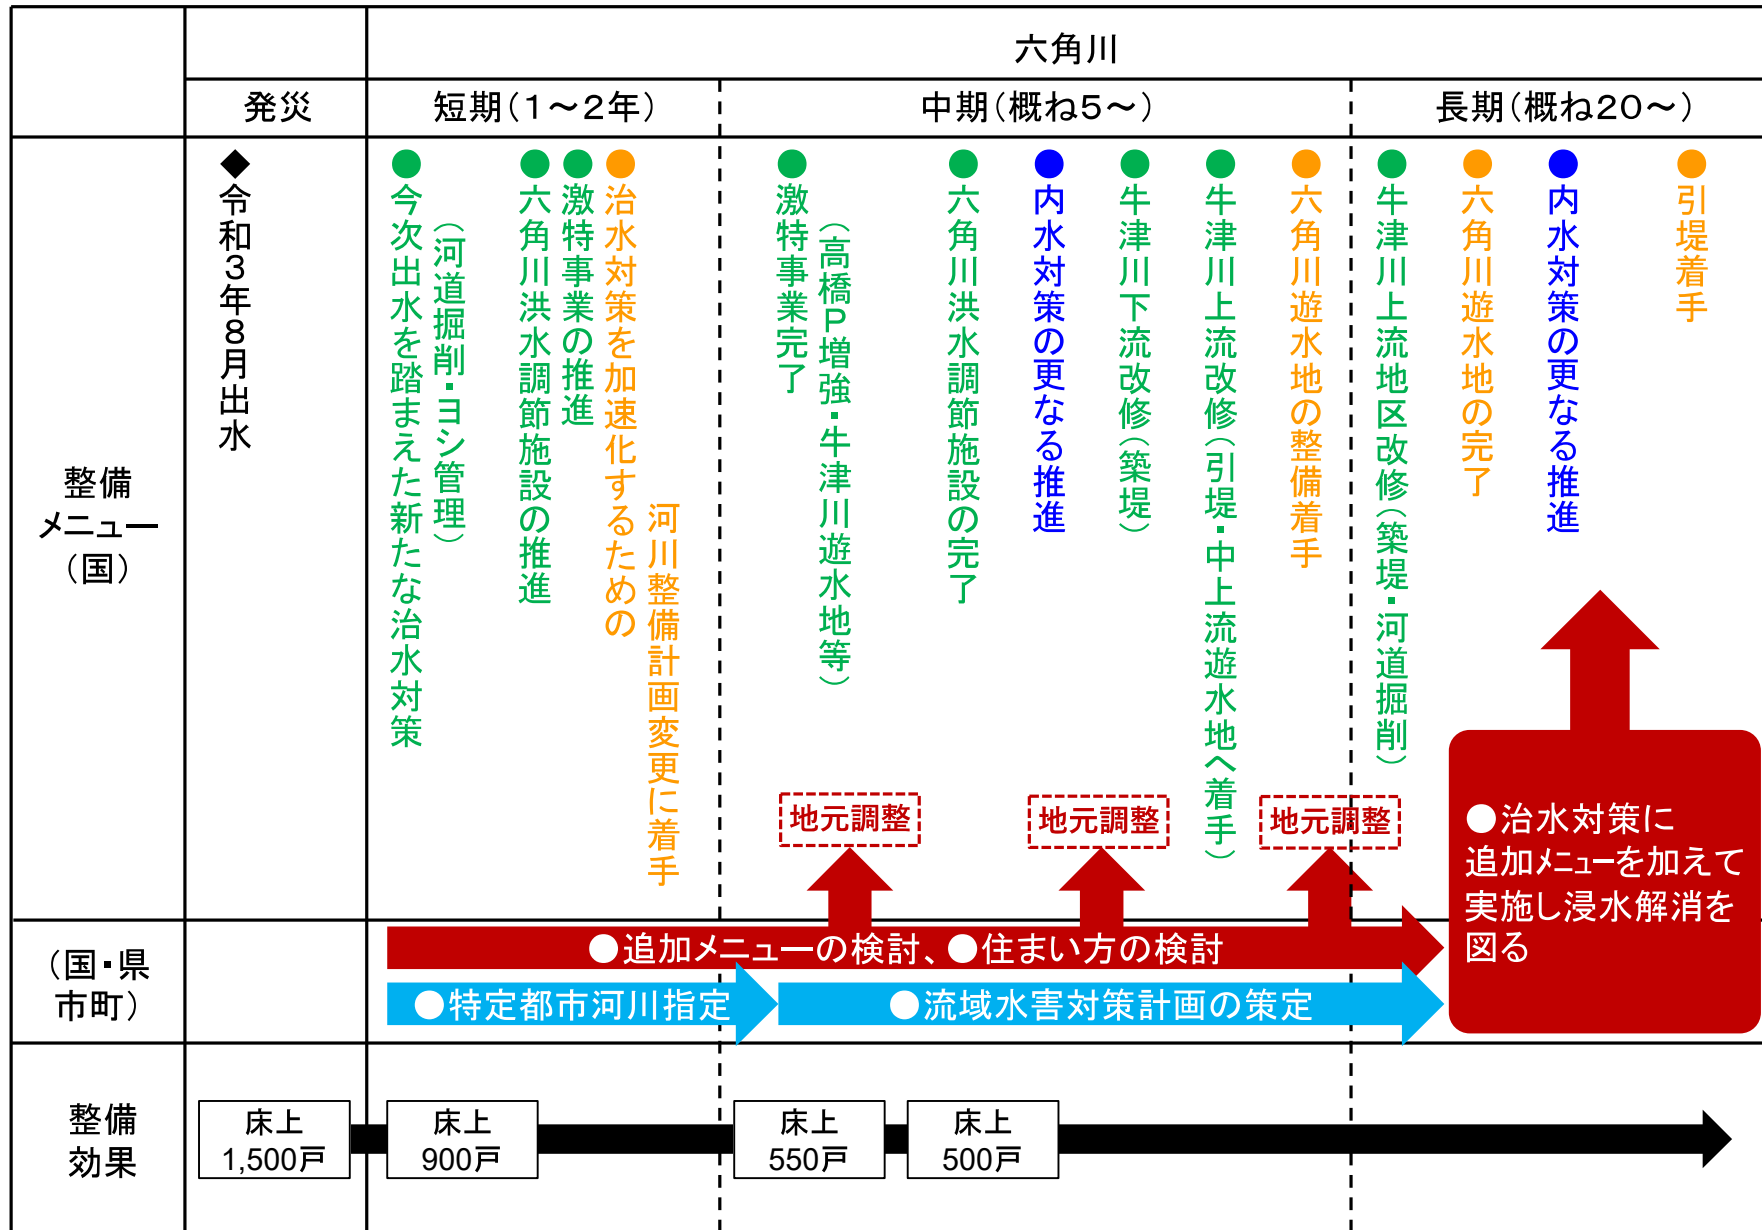 六角川
発災
短期(1～2年)
中期(概ね5～)
長期(概ね20～)
整備
メニュー
(国)
◆令和3年8月出水
●今次出水を踏まえた新たな治水対策
(河道掘削・ヨシ管理)
●六角川洪水調節施設の推進
●激特事業の推進
●治水対策を加速化するための
河川整備計画変更に着手
●激特事業完了
(高橋P増強・牛津川遊水地等)
●六角川洪水調節施設の完了
●内水対策の更なる推進
●牛津川下流改修(築堤)
●牛津川上流改修(引堤・中上流遊水地へ着手)
●六角川遊水地の整備着手
●牛津川上流地区改修(築堤・河道掘削)
●六角川遊水地の完了
●内水対策の更なる推進
●引堤着手
地元調整
地元調整
地元調整
●治水対策に
追加メニューを加えて
実施し浸水解消を
図る
(国・県
市町)
●追加メニューの検討、●住まい方の検討
●特定都市河川指定
●流域水害対策計画の策定
整備
効果
床上
1,500戸
床上
900戸
床上
550戸
床上
500戸